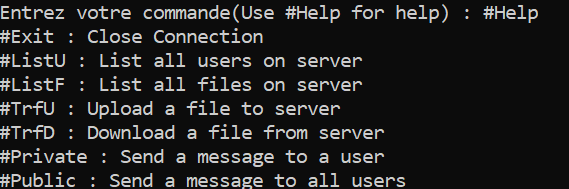 Entrez votre commande(Use #Help for help) : #Help
#Exit : Close Connection
#ListU : List all users on server
#ListF : List all files on server
#TrfU : Upload a file to server
#TrfD : Download a file from server
#Private : Send a message to a user
#Public : Send a message to all users